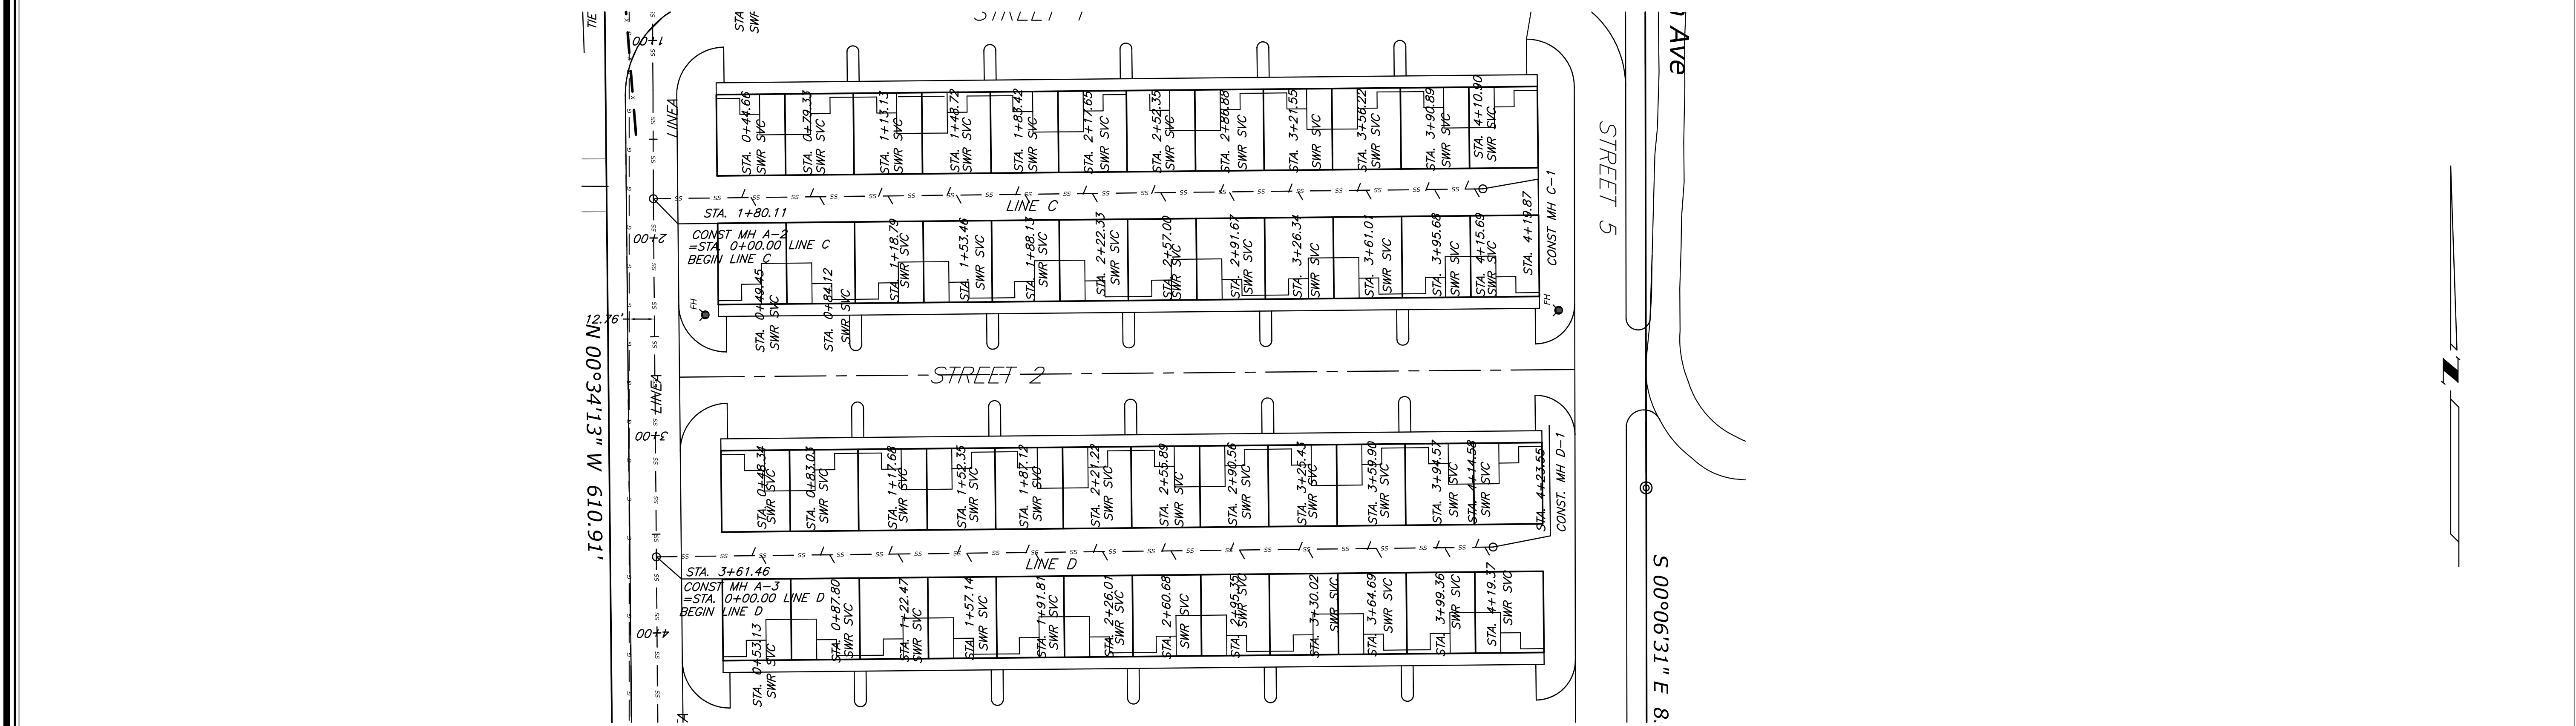 TIE
STA
SWR
STREET 1
Ave
1+00
LINEA
STA. 0+44.66
SWR SVC
STA. 0+79.33
SWR SVC
STA. 1+13.13
SWR SVC
STA. 1+48.72
SWR SVC
STA. 1+83.42
SWR SVC
STA. 2+17.65
SWR SVC
STA. 2+52.35
SWR SVC
STA. 2+86.88
SWR SVC
STA. 3+21.55
SWR SVC
STA. 3+56.22
SWR SVC
STA. 3+90.89
SWR SVC
STA. 4+10.90
SWR SVC
STREET 5
LINE C
STA. 1+80.11
CONST MH A-2
=STA. 0+00.00 LINE C
BEGIN LINE C
2+00
STA. 0+49.45
SWR SVC
STA. 0+84.12
SWR SVC
STA. 1+18.79
SWR SVC
STA. 1+53.46
SWR SVC
STA. 1+88.13
SWR SVC
STA. 2+22.33
SWR SVC
STA. 2+57.00
SWR SVC
STA. 2+91.67
SWR SVC
STA. 3+26.34
SWR SVC
STA. 3+61.01
SWR SVC
STA. 3+95.68
SWR SVC
STA. 4+15.69
SWR SVC
STA. 4+19.87
CONST MH C-1
FH
FH
12.76'
N 00°34'13" W 610.91'
STREET 2
LINEA
3+00
STA. 0+48.34
SWR SVC
STA. 0+83.03
SWR SVC
STA. 1+17.68
SWR SVC
STA. 1+52.35
SWR SVC
STA. 1+87.12
SWR SVC
STA. 2+21.22
SWR SVC
STA. 2+55.89
SWR SVC
STA. 2+90.56
SWR SVC
STA. 3+25.43
SWR SVC
STA. 3+59.90
SWR SVC
STA. 3+94.57
SWR SVC
STA. 4+14.58
SWR SVC
STA. 4+23.55
CONST. MH D-1
LINE D
STA. 3+61.46
CONST MH A-3
=STA. 0+00.00 LINE D
BEGIN LINE D
4+00
STA. 0+53.13
SWR SVC
STA. 0+87.80
SWR SVC
STA. 1+22.47
SWR SVC
STA. 1+57.14
SWR SVC
STA. 1+91.81
SWR SVC
STA. 2+26.01
SWR SVC
STA. 2+60.68
SWR SVC
STA. 2+95.35
SWR SVC
STA. 3+30.02
SWR SVC
STA. 3+64.69
SWR SVC
STA. 3+99.36
SWR SVC
STA. 4+19.37
SWR SVC
S 00°06'31" E 8.
N